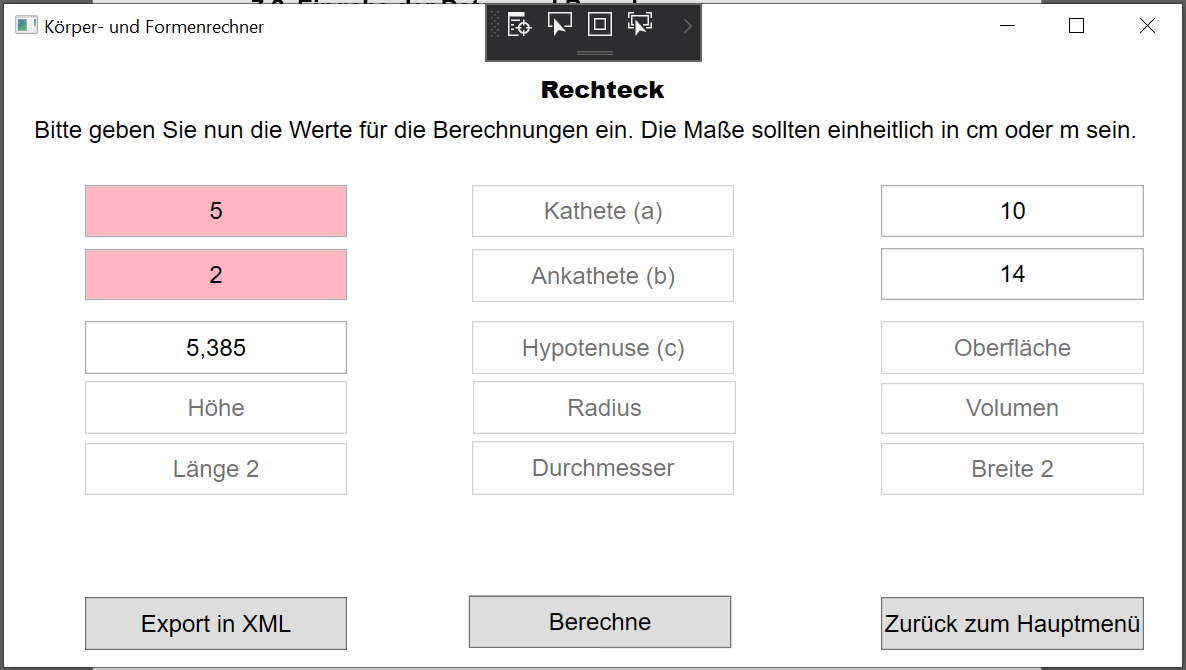 Körper- und Formenrechner
Rechteck
Bitte geben Sie nun die Werte für die Berechnungen ein. Die Maße sollten einheitlich in cm oder m sein.
5 Kathete (a) 10
2 Ankathete (b) 14
5,385 Hypotenuse (c) Oberfläche
Höhe Radius Volumen
Länge 2 Durchmesser Breite 2
Export in XML Berechne Zurück zum Hauptmenü